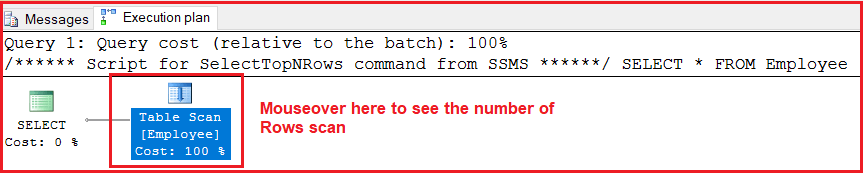 Messages Execution plan
Query 1: Query cost (relative to the batch): 100%
/****** Script for SelectTopNRows command from SSMS ******/ SELECT * FROM Employee
SELECT
Cost: 0 %
Table Scan
[Employee]
Cost: 100 %
Mouseover here to see the number of
Rows scan